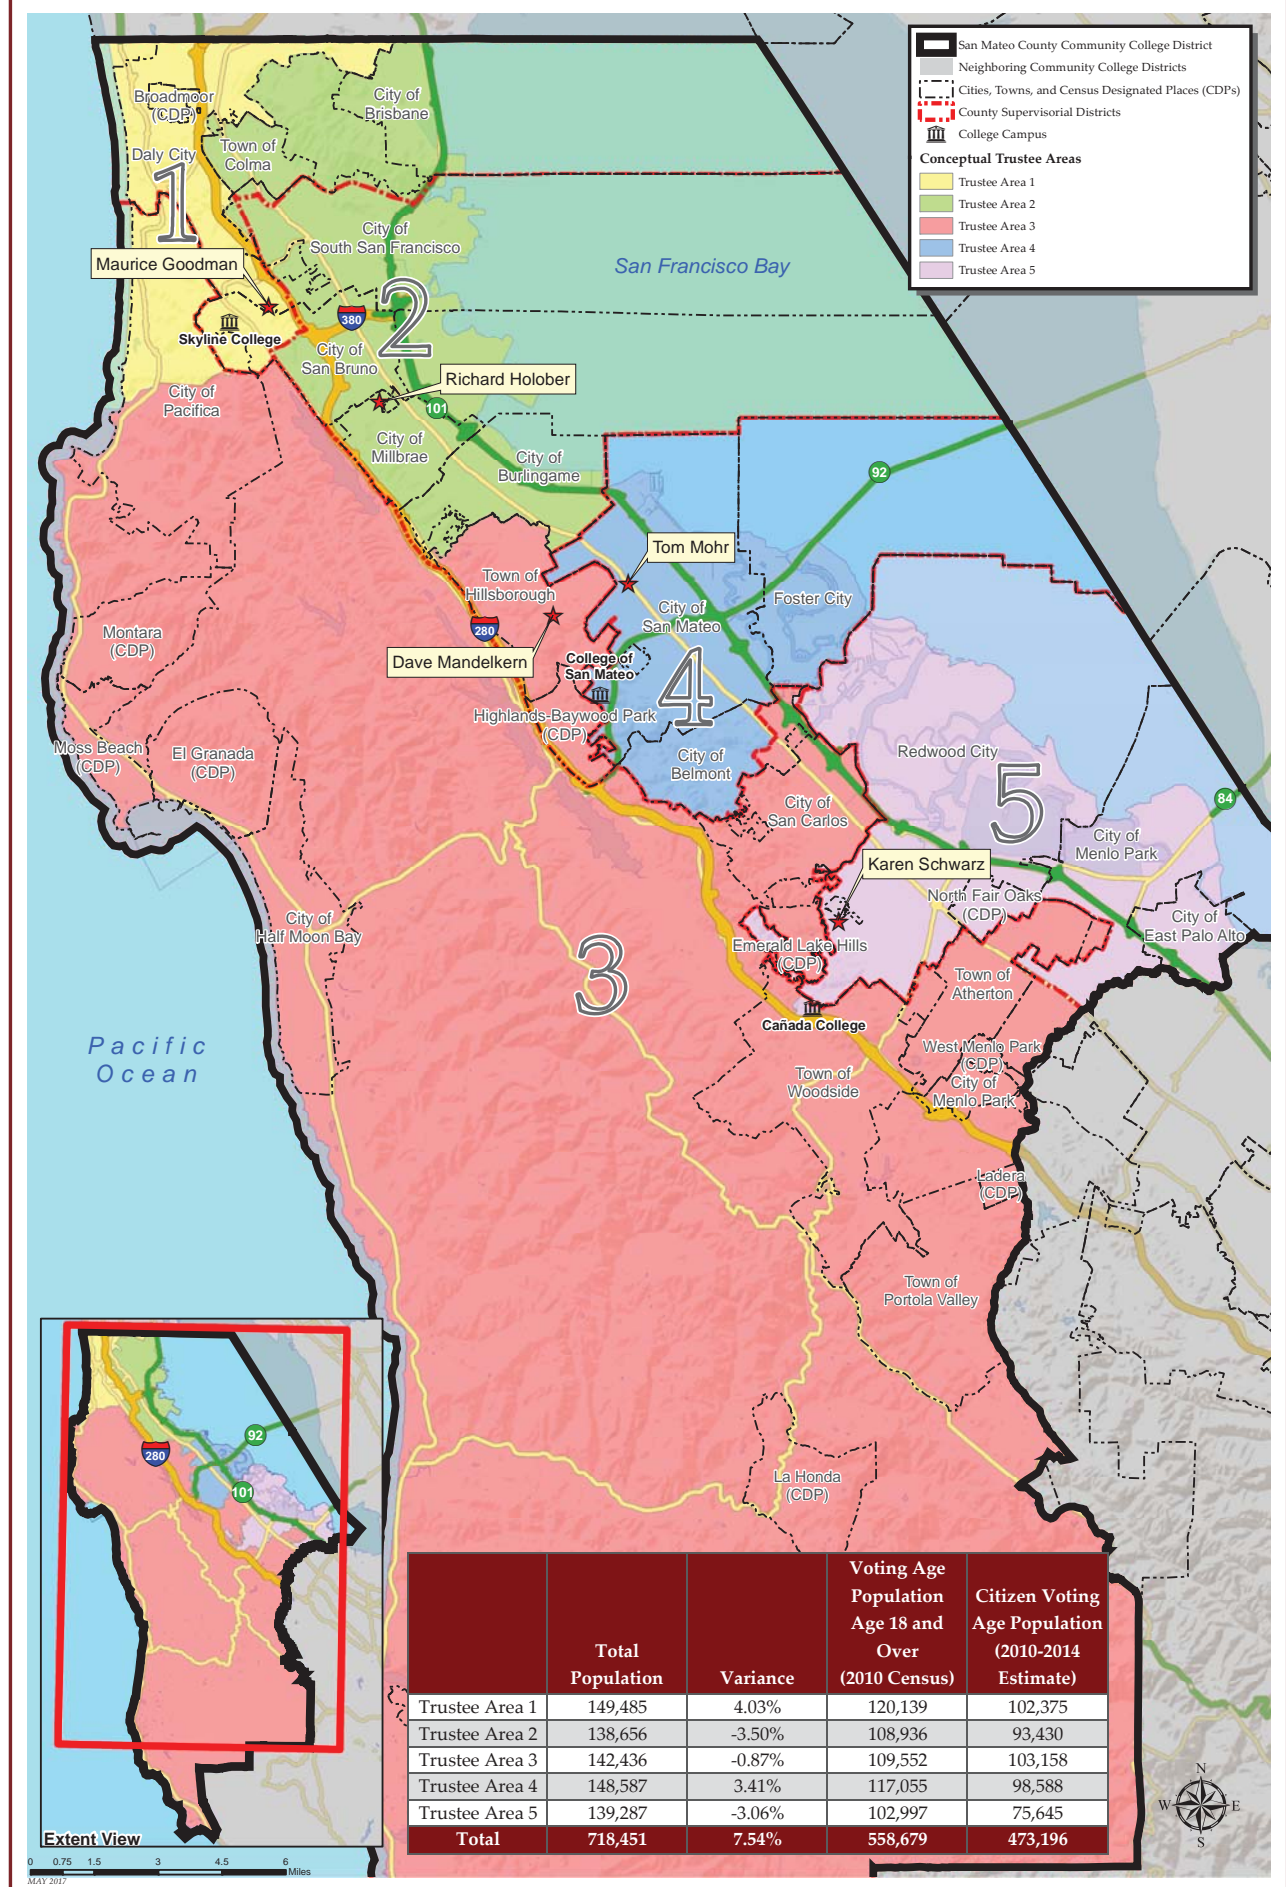 San Mateo County Community College District
Neighboring Community College Districts
Cities, Towns, and Census Designated Places (CDPs)
County Supervisorial Districts
College Campus
Conceptual Trustee Areas
Trustee Area 1
Trustee Area 2
Trustee Area 3
Trustee Area 4
Trustee Area 5
Broadmoor
(CDP)
City of
Brisbane
Daly City
Town of
Colma
1
City of
South San Francisco
Maurice Goodman
San Francisco Bay
2
380
Skyline College
City of
San Bruno
Richard Holober
City of
Pacifica
101
City of
Millbrae
City of
Burlingame
92
Tom Mohr
Town of
Hillsborough
City of
San Mateo
Foster City
280
Montara
(CDP)
Dave Mandelkern
College of
San Mateo
4
Highlands-Baywood Park
(CDP)
Moss Beach
(CDP)
El Granada
(CDP)
City of
Belmont
Redwood City
5
84
City of
San Carlos
City of
Menlo Park
Karen Schwarz
North Fair Oaks
(CDP)
City of
Half Moon Bay
City of
East Palo Alto
Emerald Lake Hills
(CDP)
3
Town of
Atherton
Cañada College
Pacific
Ocean
West Menlo Park
(CDP)
City of
Menlo Park
Town of
Woodside
Ladera
(CDP)
Town of
Portola Valley
La Honda
(CDP)
92
280
101
Extent View
0 0.75 1.5 3 4.5 6
Miles
MAY 2017
Total Population Variance Voting Age Population Age 18 and Over (2010 Census) Citizen Voting Age Population (2010-2014 Estimate)
Trustee Area 1 149,485 4.03% 120,139 102,375
Trustee Area 2 138,656 -3.50% 108,936 93,430
Trustee Area 3 142,436 -0.87% 109,552 103,158
Trustee Area 4 148,587 3.41% 117,055 98,588
Trustee Area 5 139,287 -3.06% 102,997 75,645
Total 718,451 7.54% 558,679 473,196
N
W E
S